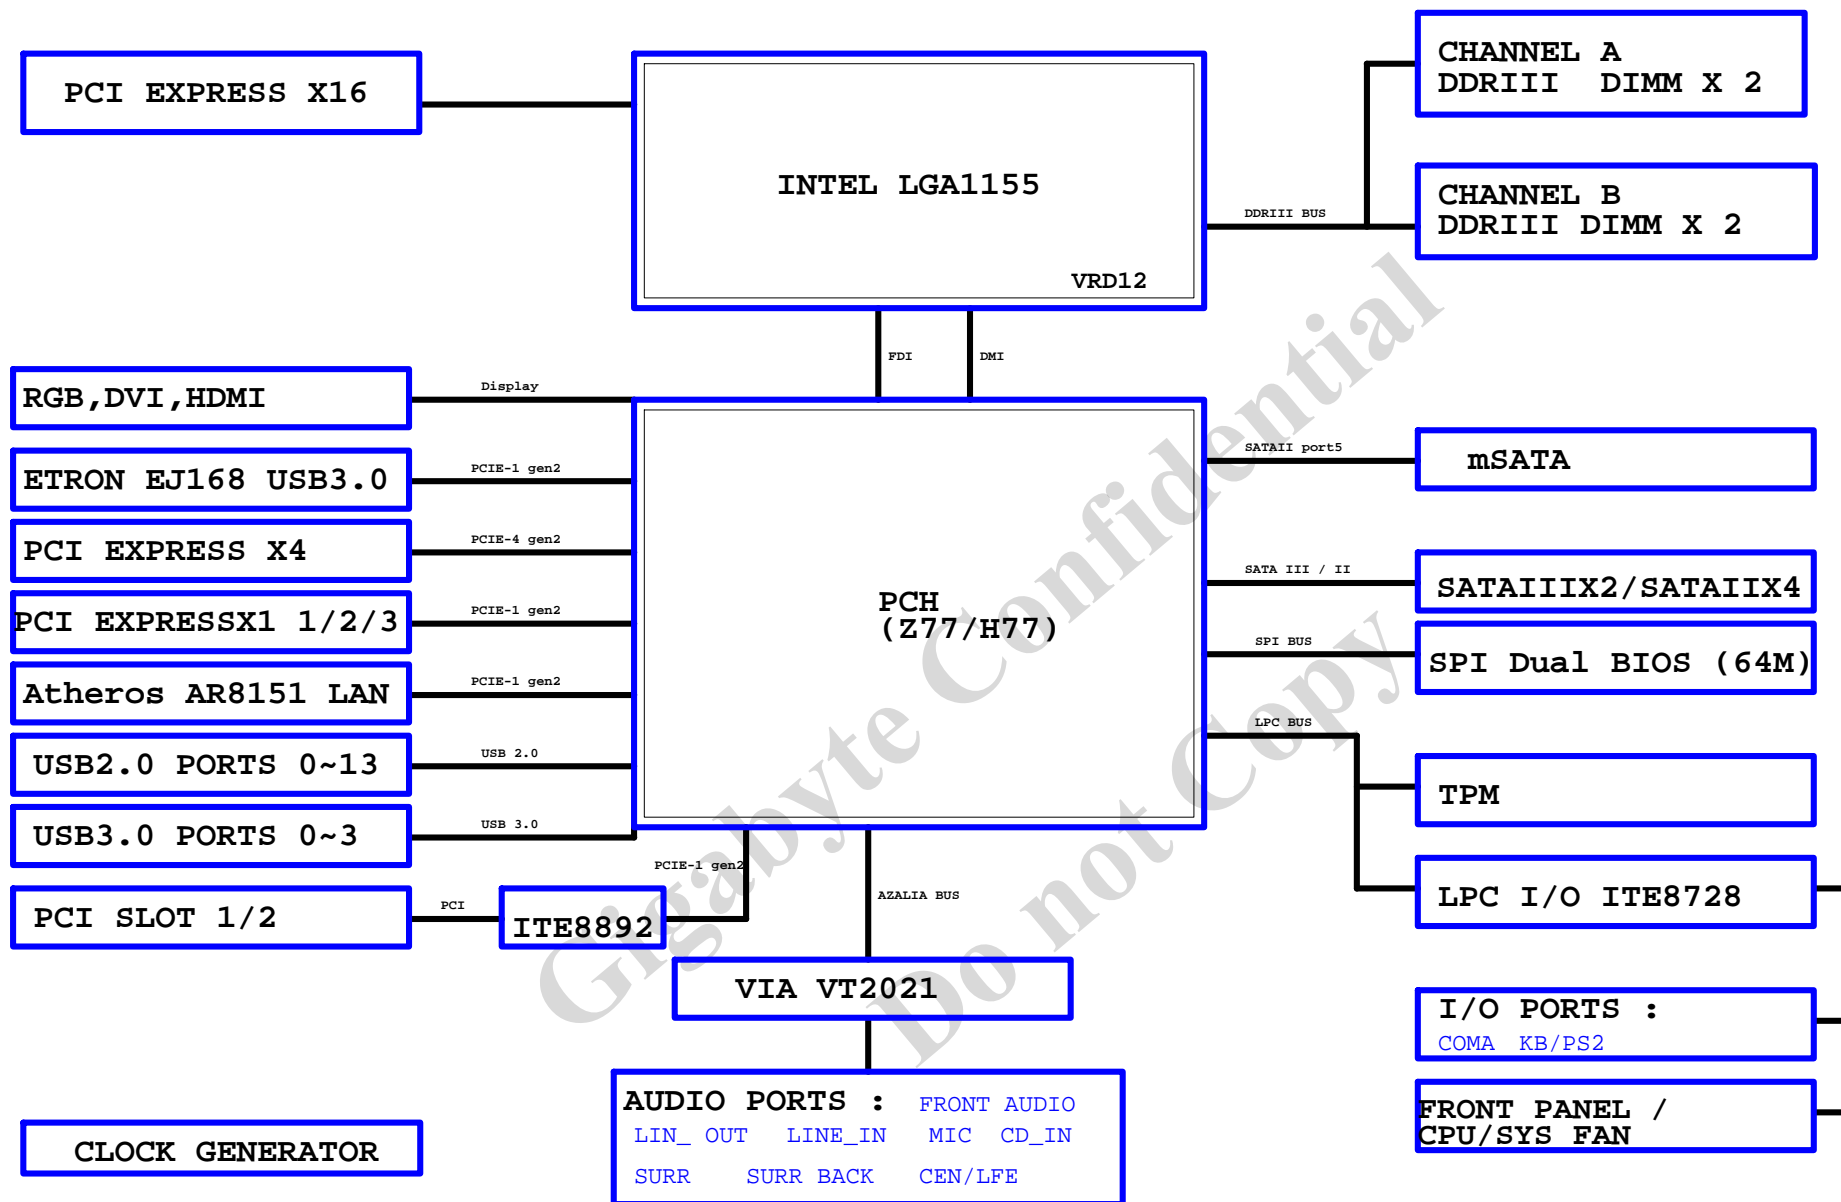 PCI EXPRESS X16
INTEL LGA1155
VRD12
CHANNEL A
DDRIII DIMM X 2
DDRIII BUS
CHANNEL B
DDRIII DIMM X 2
FDI
DMI
RGB,DVI,HDMI
Display
ETRON EJ168 USB3.0
PCIE-1 gen2
PCI EXPRESS X4
PCIE-4 gen2
PCI EXPRESSX1 1/2/3
PCIE-1 gen2
Atheros AR8151 LAN
PCIE-1 gen2
USB2.0 PORTS 0~13
USB 2.0
USB3.0 PORTS 0~3
USB 3.0
PCI SLOT 1/2
PCI
ITE8892
PCIE-1 gen2
PCH
(Z77/H77)
SATAII port5
mSATA
SATA III / II
SATAIIIX2/SATAIIX4
SPI BUS
SPI Dual BIOS (64M)
LPC BUS
TPM
LPC I/O ITE8728
AZALIA BUS
VIA VT2021
I/O PORTS :
COMA KB/PS2
FRONT PANEL /
CPU/SYS FAN
AUDIO PORTS : FRONT AUDIO
LIN_ OUT LINE_IN MIC CD_IN
SURR SURR BACK CEN/LFE
CLOCK GENERATOR
Gigabyte Confidential
Do not Copy